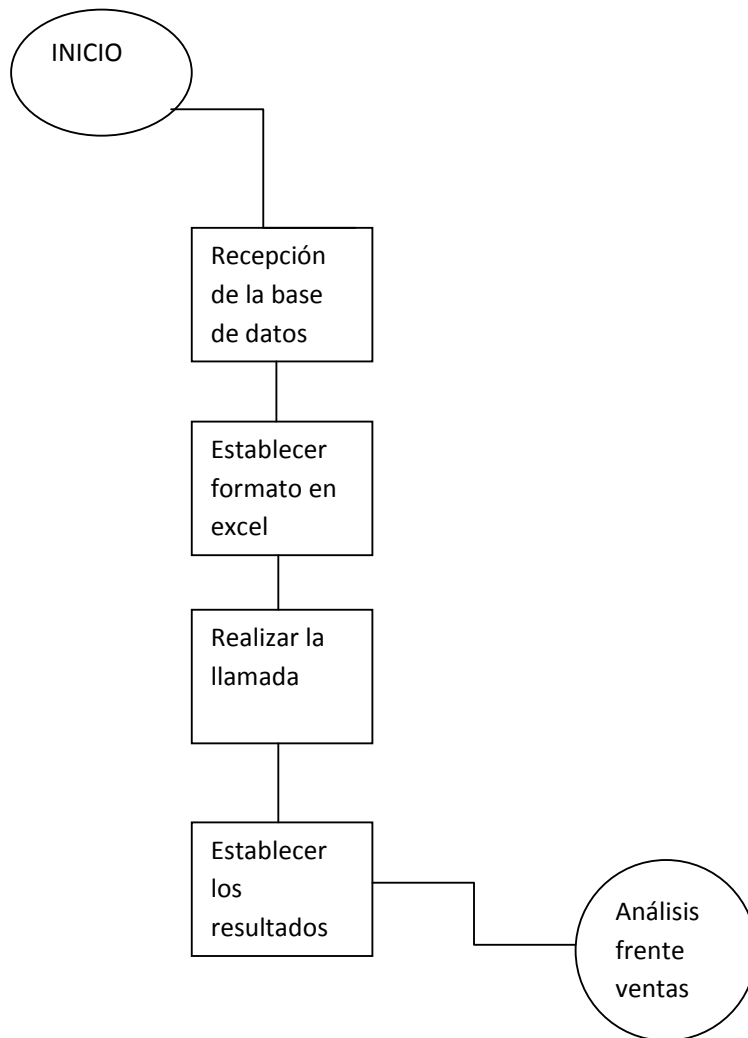 INICIO
Recepción
de la base
de datos
Establecer
formato en
excel
Realizar la
llamada
Establecer
los
resultados
Análisis
frente
ventas